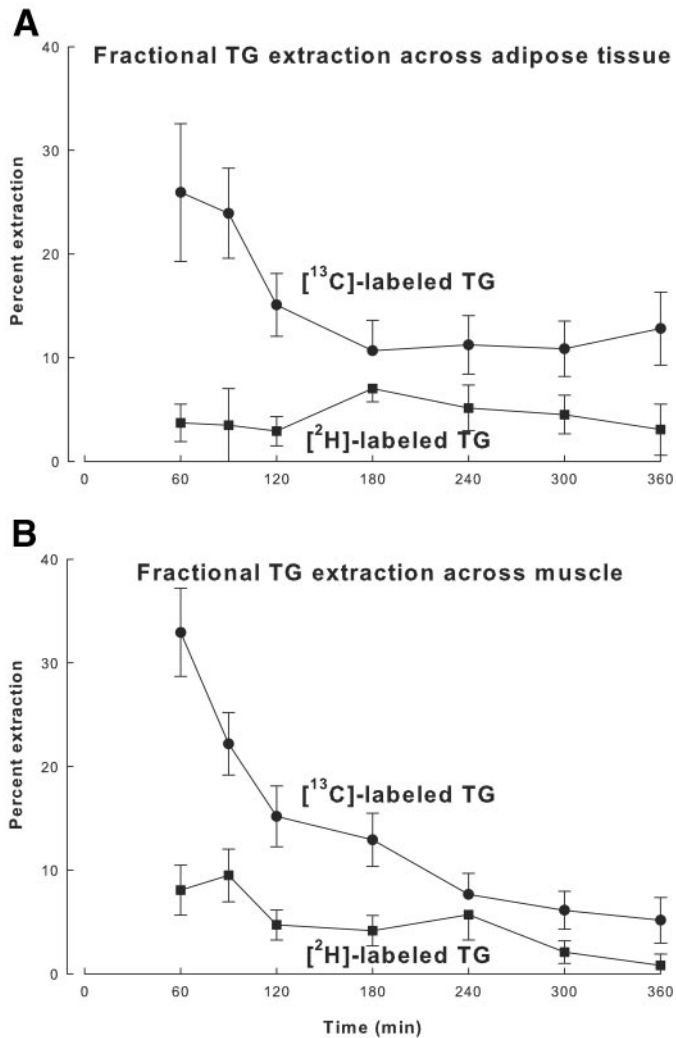 A
Fractional TG extraction across adipose tissue
40
30
20
10
0
Percent extraction
[¹³C]-labeled TG
[²H]-labeled TG
0 60 120 180 240 300 360
B
Fractional TG extraction across muscle
40
30
20
10
0
Percent extraction
[¹³C]-labeled TG
[²H]-labeled TG
0 60 120 180 240 300 360
Time (min)